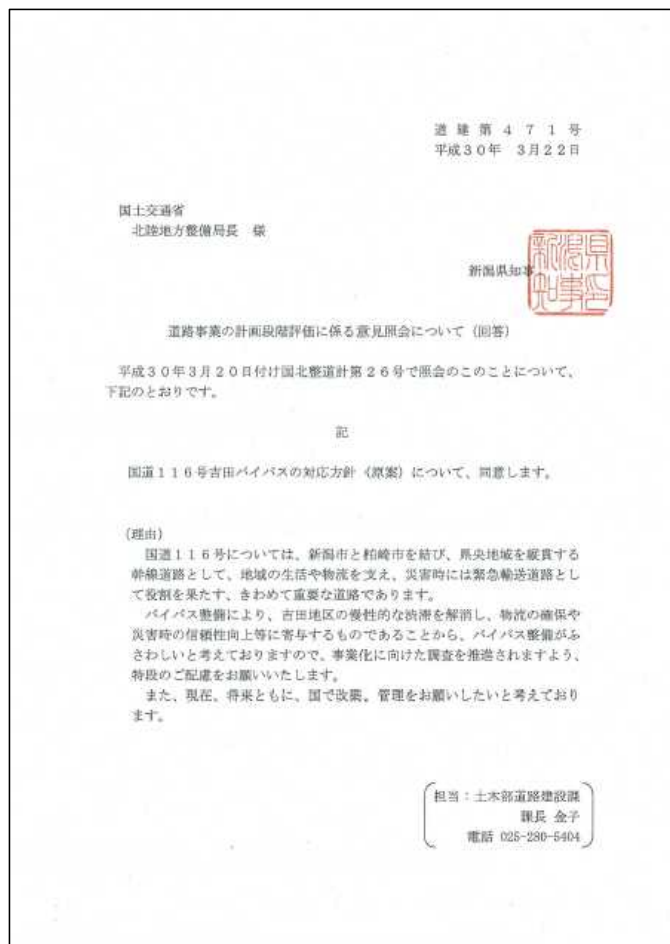 道建第４７１号
平成３０年　３月２２日
国土交通省
北陸地方整備局長　様
新潟県知事
新潟県知事之印
道路事業の計画段階評価に係る意見照会について（回答）
平成３０年３月２０日付け国北整道計第２６号で照会のこのことについて、
下記のとおりです。
記
国道１１６号吉田バイパスの対応方針（原案）について、同意します。
（理由）
国道１１６号については、新潟市と柏崎市を結び、県央地域を縦貫する
幹線道路として、地域の生活や物流を支え、災害時には緊急輸送道路とし
て役割を果たす、きわめて重要な道路であります。
バイパス整備により、吉田地区の慢性的な渋滞を解消し、物流の確保や
災害時の信頼性向上等に寄与するものであることから、バイパス整備がふ
さわしいと考えておりますので、事業化に向けた調査を推進されますよう、
特段のご配慮をお願いいたします。
また、現在、将来ともに、国で改築、管理をお願いしたいと考えており
ます。
担当：土木部道路建設課
課長 金子
電話 025-280-5404